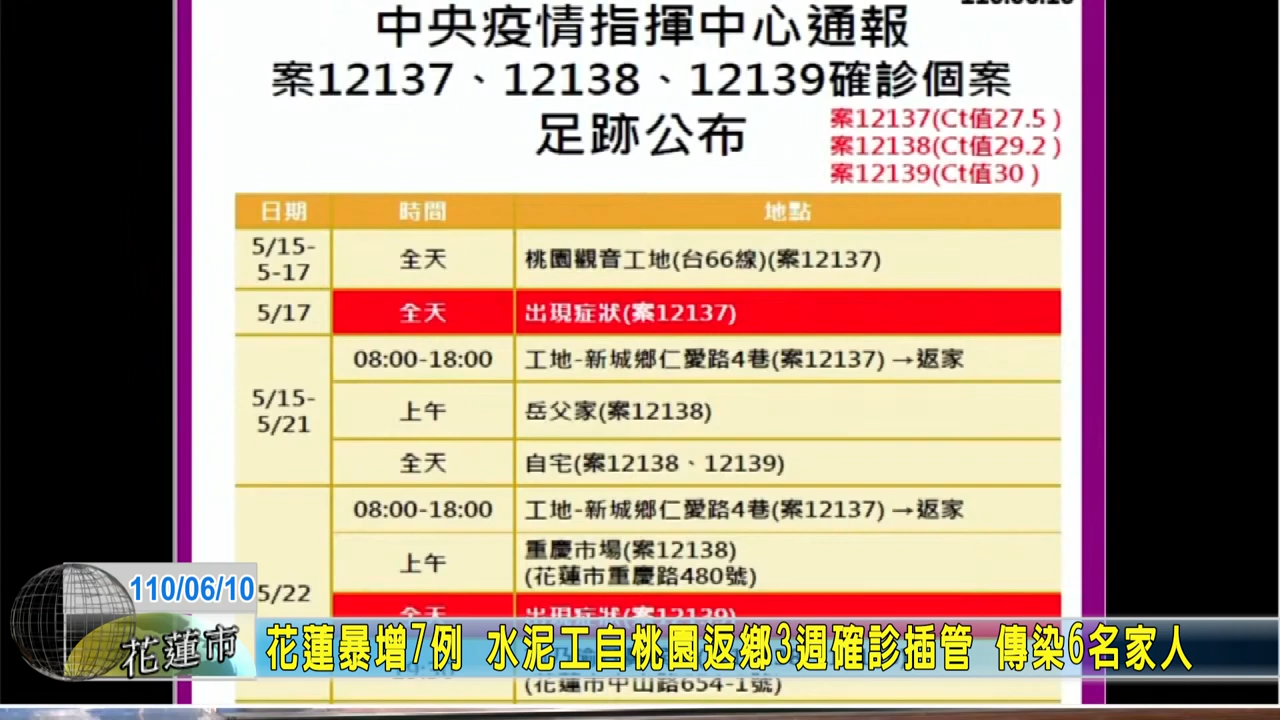 中央疫情指揮中心通報
案12137、12138、12139確診個案
足跡公布
案12137(Ct值27.5 )
案12138(Ct值29.2 )
案12139(Ct值30 )
日期 時間 地點
5/15-
5-17
全天
桃園觀音工地(台66線)(案12137)
5/17 全天 出現症狀(案12137)
5/15-
5/21
08:00-18:00 工地-新城鄉仁愛路4巷(案12137) →返家
上午 岳父家(案12138)
全天 自宅(案12138、12139)
5/22
08:00-18:00 工地-新城鄉仁愛路4巷(案12137) →返家
上午
重慶市場(案12138)
(花蓮市重慶路480號)
全天 出現症狀(案12139)
(花蓮市中山路654-1號)
110/06/10
花蓮市
花蓮暴增7例 水泥工自桃園返鄉3週確診插管 傳染6名家人